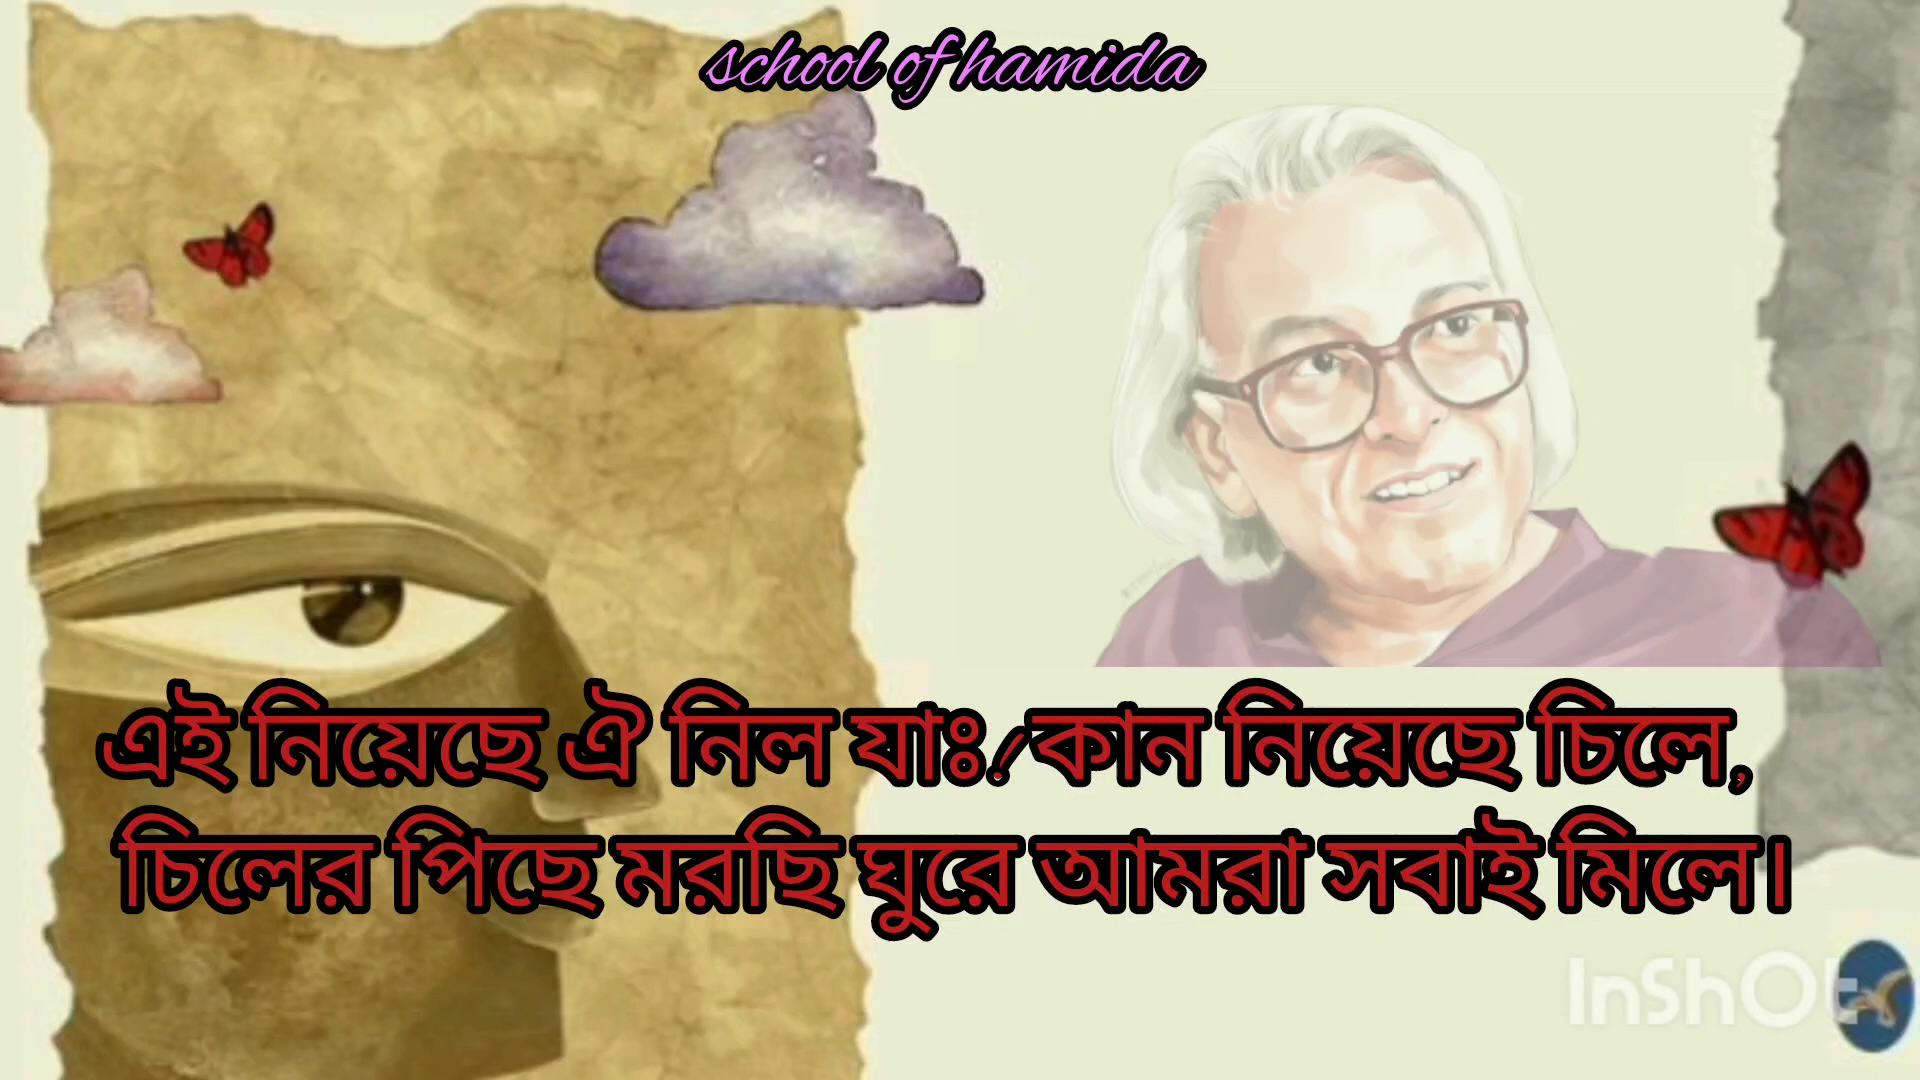 school of hamida
এই নিয়েছে ঐ নিল যাঃ! কান নিয়েছে চিলে,
চিলের পিছে মরছি ঘুরে আমরা সবাই মিলে।
InShOt